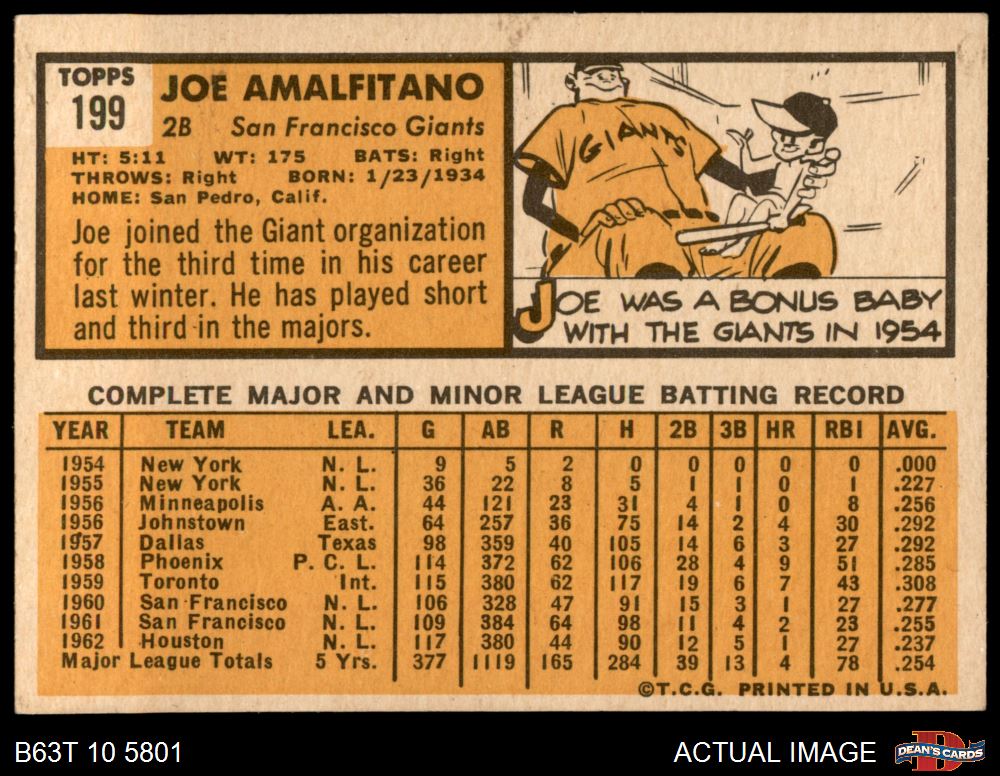 TOPPS
199
JOE AMALFITANO
2B San Francisco Giants
HT: 5:11 WT: 175 BATS: Right
THROWS: Right BORN: 1/23/1934
HOME: San Pedro, Calif.
Joe joined the Giant organization
for the third time in his career
last winter. He has played short
and third in the majors.
GIANTS
JOE WAS A BONUS BABY
WITH THE GIANTS IN 1954
COMPLETE MAJOR AND MINOR LEAGUE BATTING RECORD
YEAR TEAM LEA. G AB R H 2B 3B HR RBI AVG.
1954 New York N. L. 9 5 2 0 0 0 0 0 .000
1955 New York N. L. 36 22 8 5 1 1 0 1 .227
1956 Minneapolis A. A. 44 121 23 31 4 1 0 8 .256
1956 Johnstown East. 64 257 36 75 14 2 4 30 .292
1957 Dallas Texas 98 359 40 105 14 6 3 27 .292
1958 Phoenix P. C. L. 114 372 62 106 28 4 9 51 .285
1959 Toronto Int. 115 380 62 117 19 6 7 43 .308
1960 San Francisco N. L. 106 328 47 91 15 3 1 27 .277
1961 San Francisco N. L. 109 384 64 98 11 4 2 23 .255
1962 Houston N. L. 117 380 44 90 12 5 1 27 .237
Major League Totals 5 Yrs. 377 1119 165 284 39 13 4 78 .254
©T.C.G. PRINTED IN U.S.A.
B63T 10 5801
ACTUAL IMAGE
DEAN'S CARDS